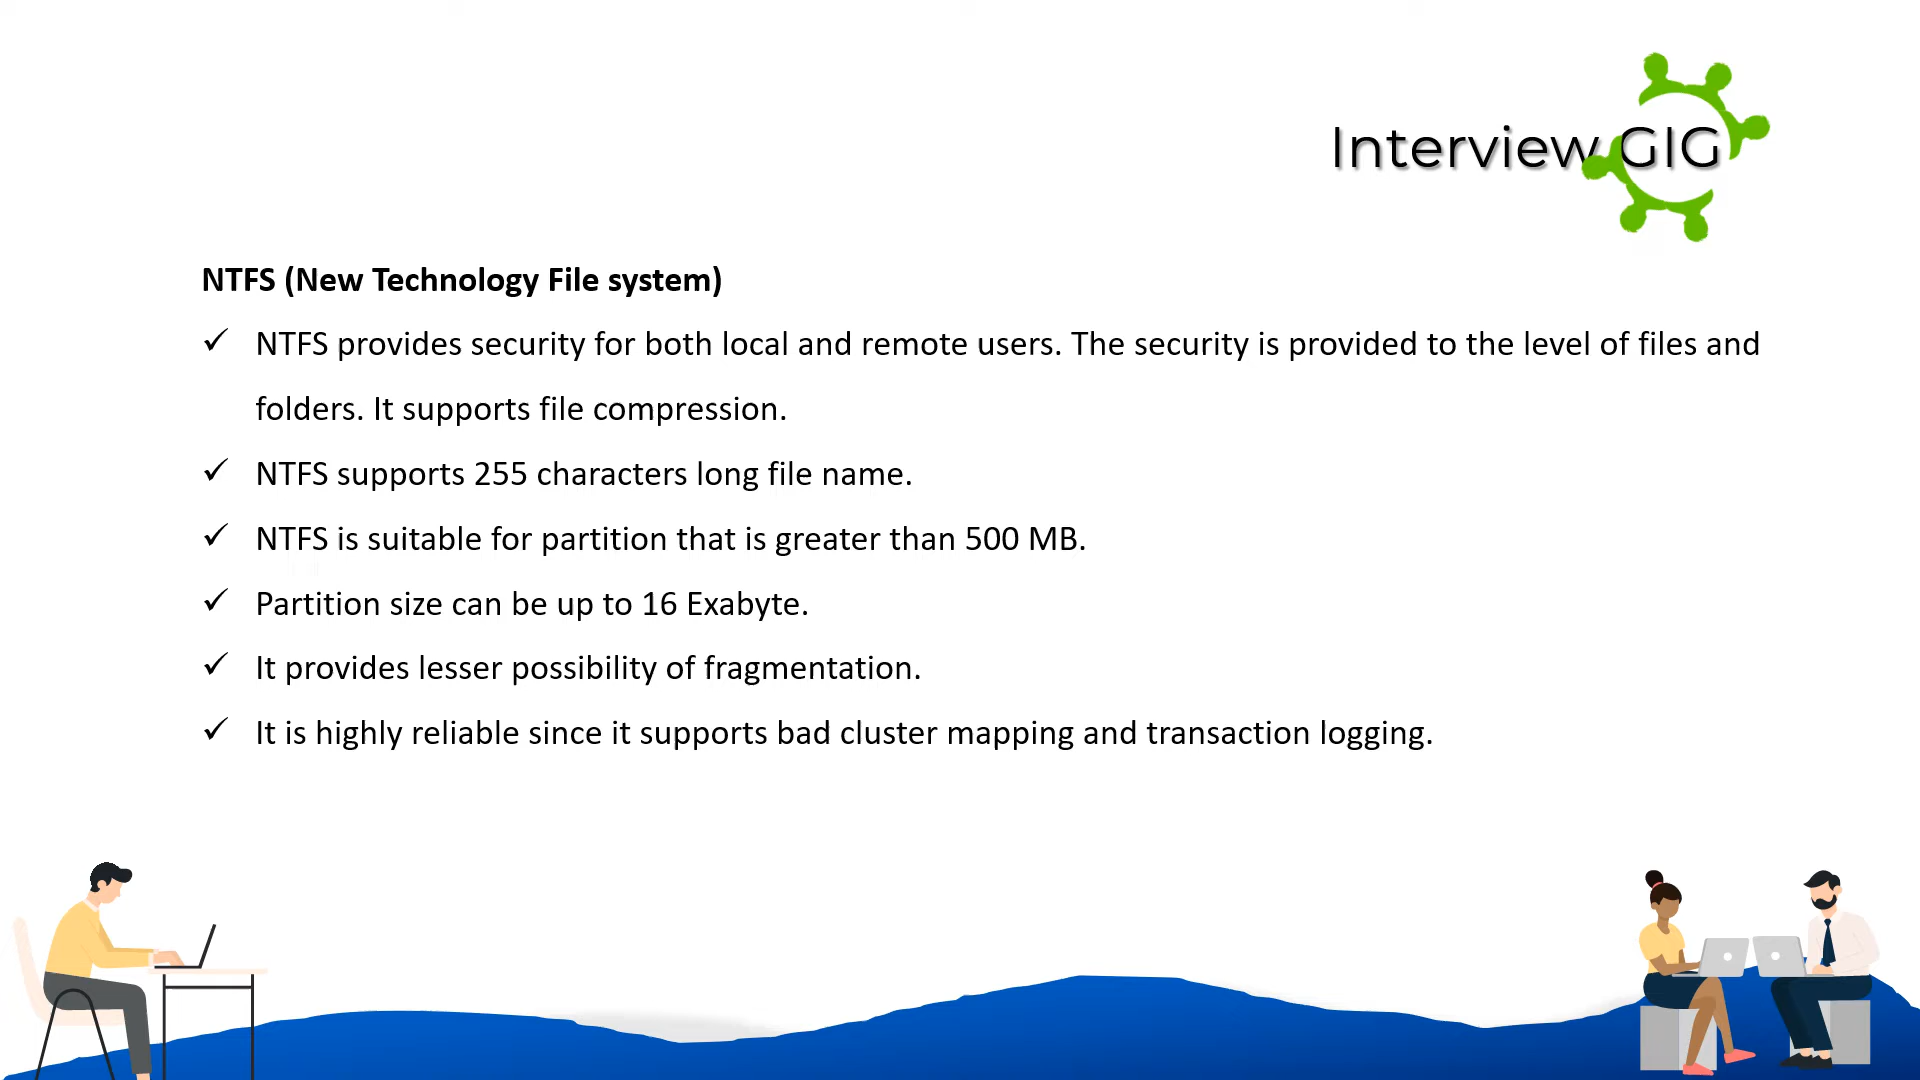 Interview GIG
NTFS (New Technology File system)
✓ NTFS provides security for both local and remote users. The security is provided to the level of files and
folders. It supports file compression.
✓ NTFS supports 255 characters long file name.
✓ NTFS is suitable for partition that is greater than 500 MB.
✓ Partition size can be up to 16 Exabyte.
✓ It provides lesser possibility of fragmentation.
✓ It is highly reliable since it supports bad cluster mapping and transaction logging.